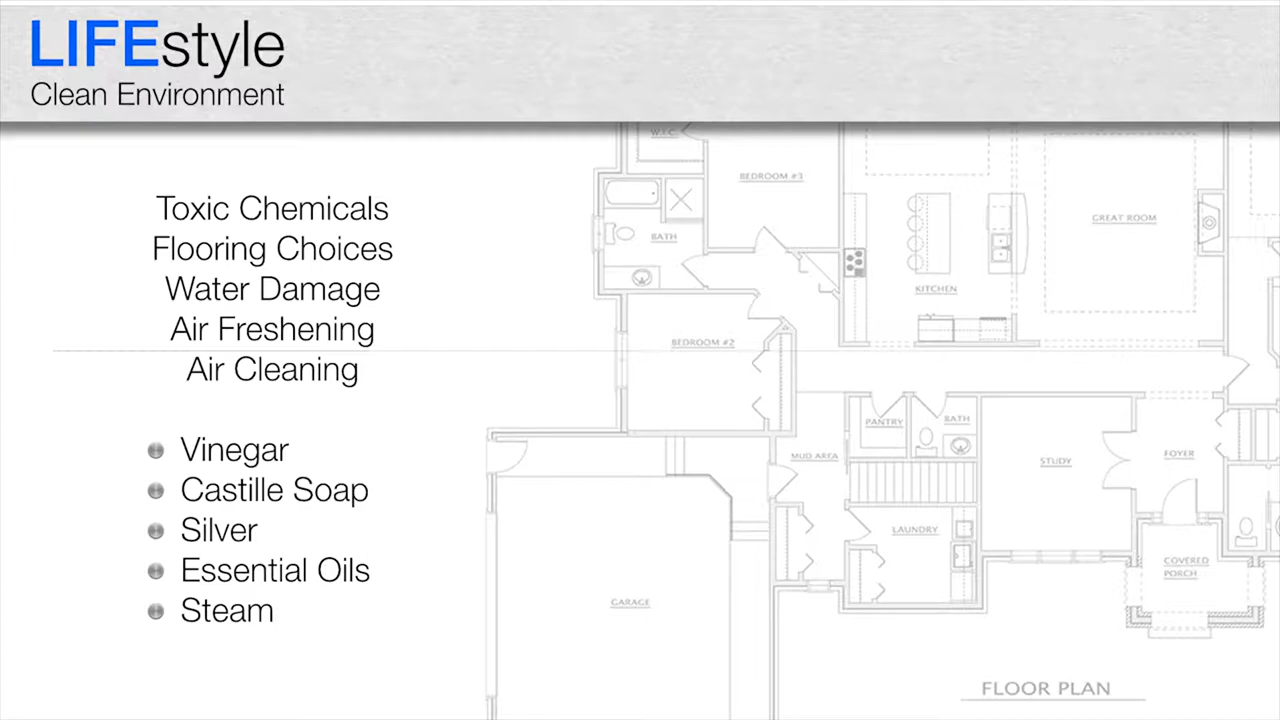 LIFEstyle
Clean Environment
Toxic Chemicals
Flooring Choices
Water Damage
Air Freshening
Air Cleaning
Vinegar
Castille Soap
Silver
Essential Oils
Steam
W.I.C.
BEDROOM #3
BATH
GREAT ROOM
KITCHEN
BEDROOM #2
PANTRY
BATH
MUD AREA
STUDY
FOYER
LAUNDRY
COVERED
PORCH
GARAGE
FLOOR PLAN